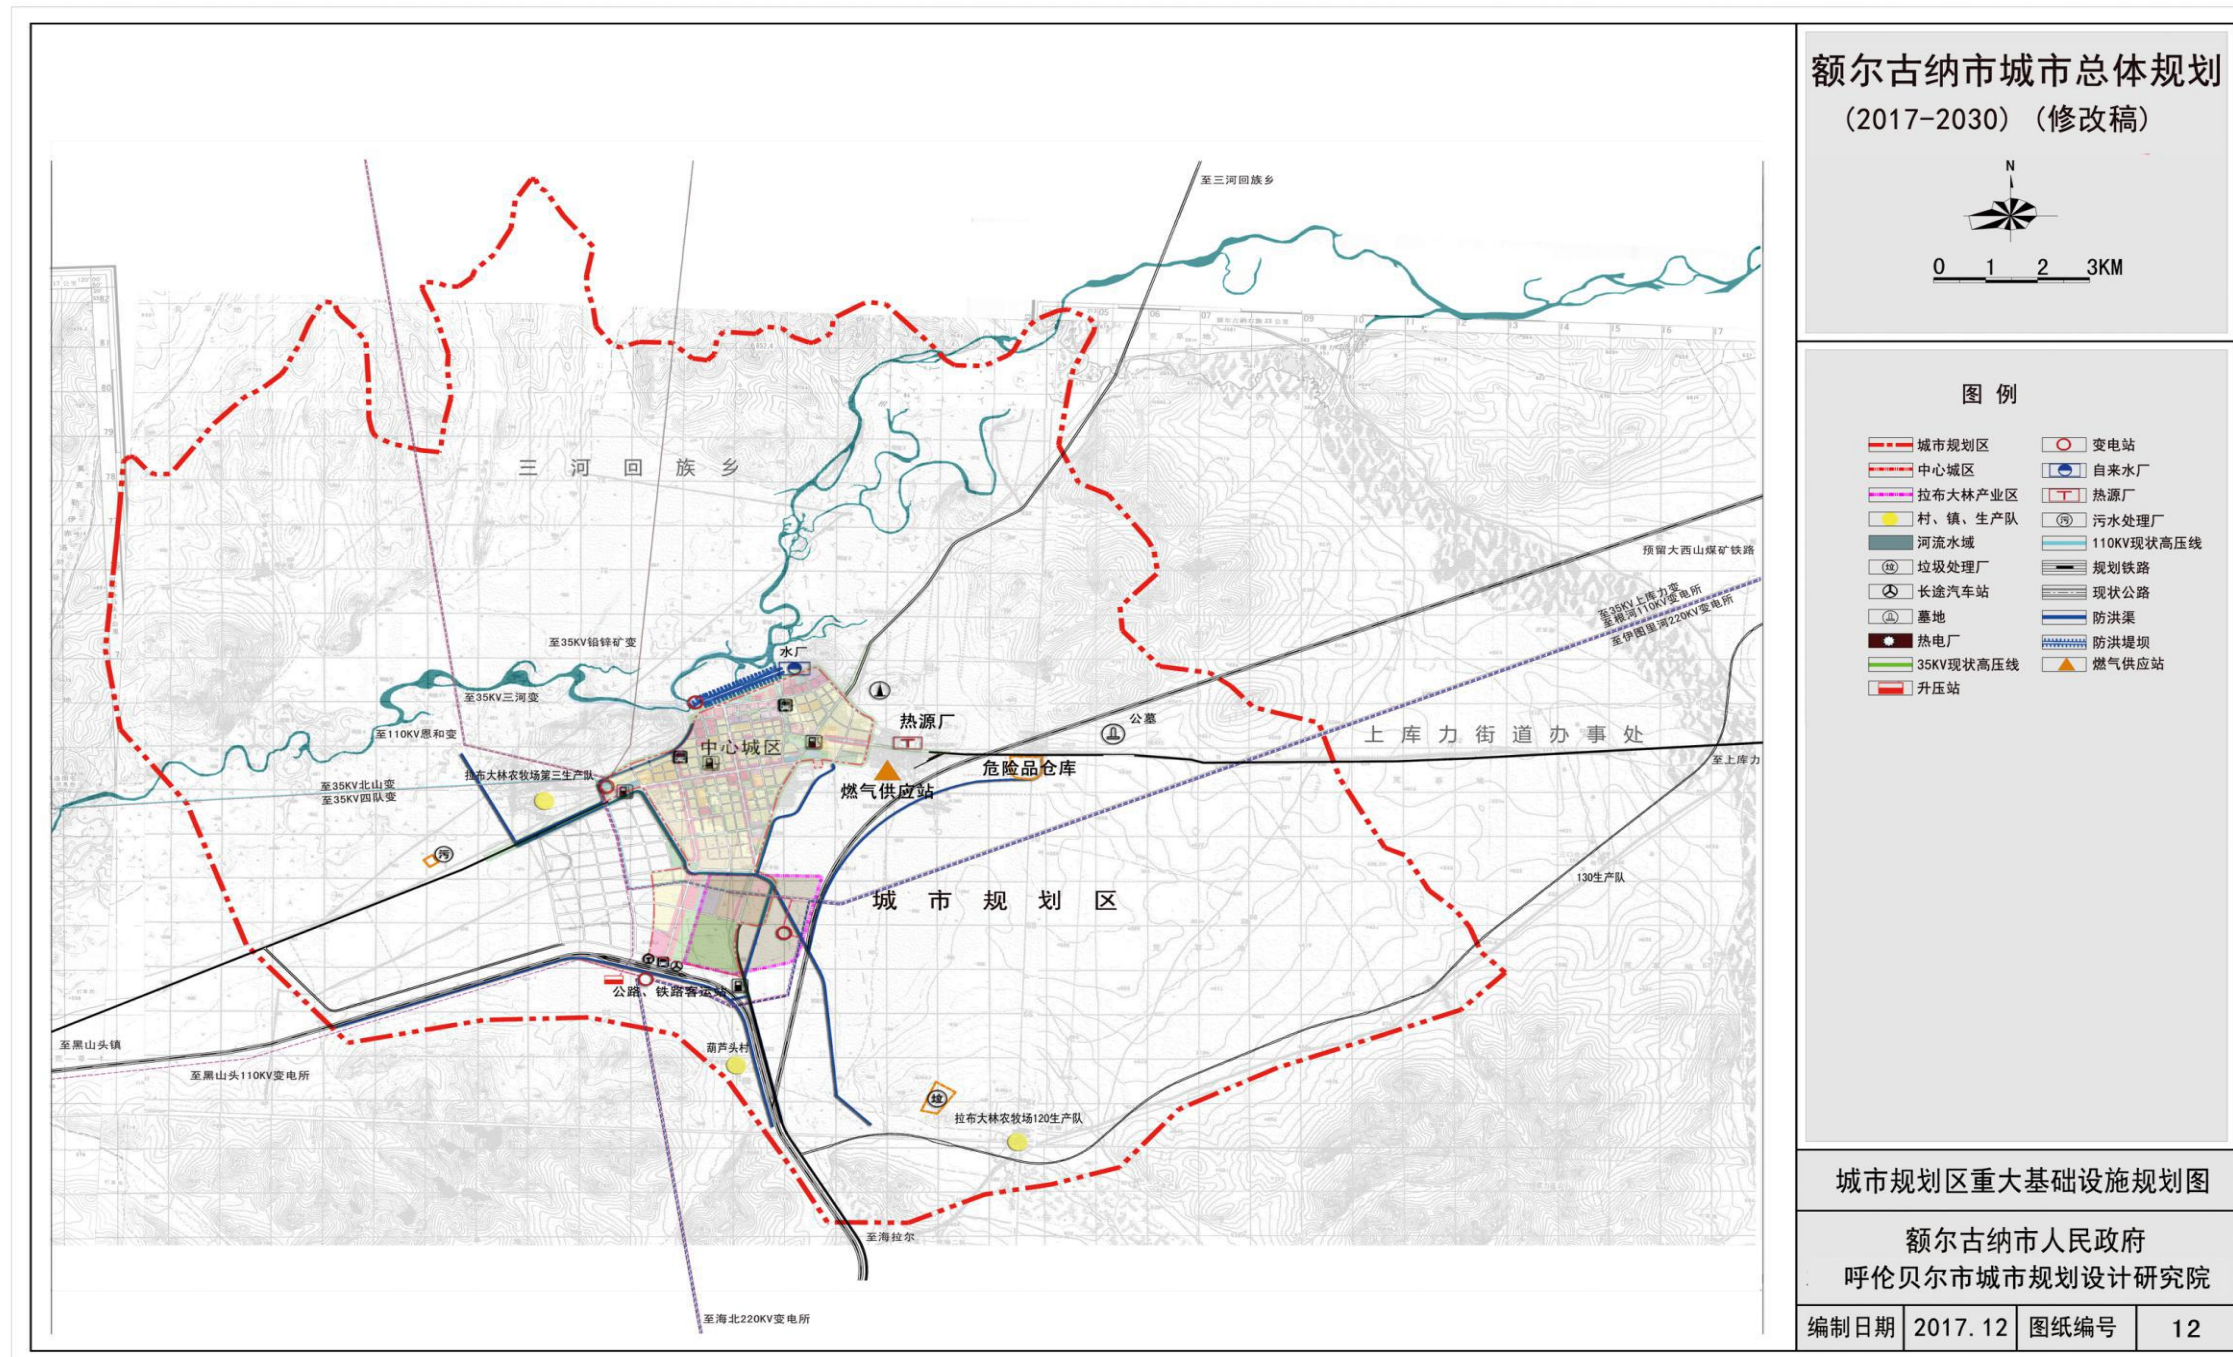 额尔古纳市城市总体规划
(2017-2030)(修改稿)
N
0 1 2 3KM
图例
城市规划区
中心城区
拉布大林产业区
村、镇、生产队
河流水域
垃圾处理厂
长途汽车站
墓地
热电厂
35KV现状高压线
升压站
变电站
自来水厂
热源厂
污水处理厂
110KV现状高压线
规划铁路
现状公路
防洪渠
防洪堤坝
燃气供应站
至三河回族乡
三河回族乡
预留大西山煤矿铁路
至35KV上库力变
至根河110KV变电所
至伊图里河220KV变电所
至35KV铅锌矿变
水厂
至35KV三河变
热源厂
公墓
至110KV恩和变
中心城区
上库力街道办事处
至上库力
危险品仓库
拉布大林农牧场第三生产队
至35KV北山变
至35KV四队变
燃气供应站
污
130生产队
城市规划区
公路、铁路客运站
至黑山头镇
葫芦头村
至黑山头110KV变电所
垃
拉布大林农牧场120生产队
至海拉尔
至海北220KV变电所
城市规划区重大基础设施规划图
额尔古纳市人民政府
呼伦贝尔市城市规划设计研究院
编制日期 2017.12 图纸编号 12